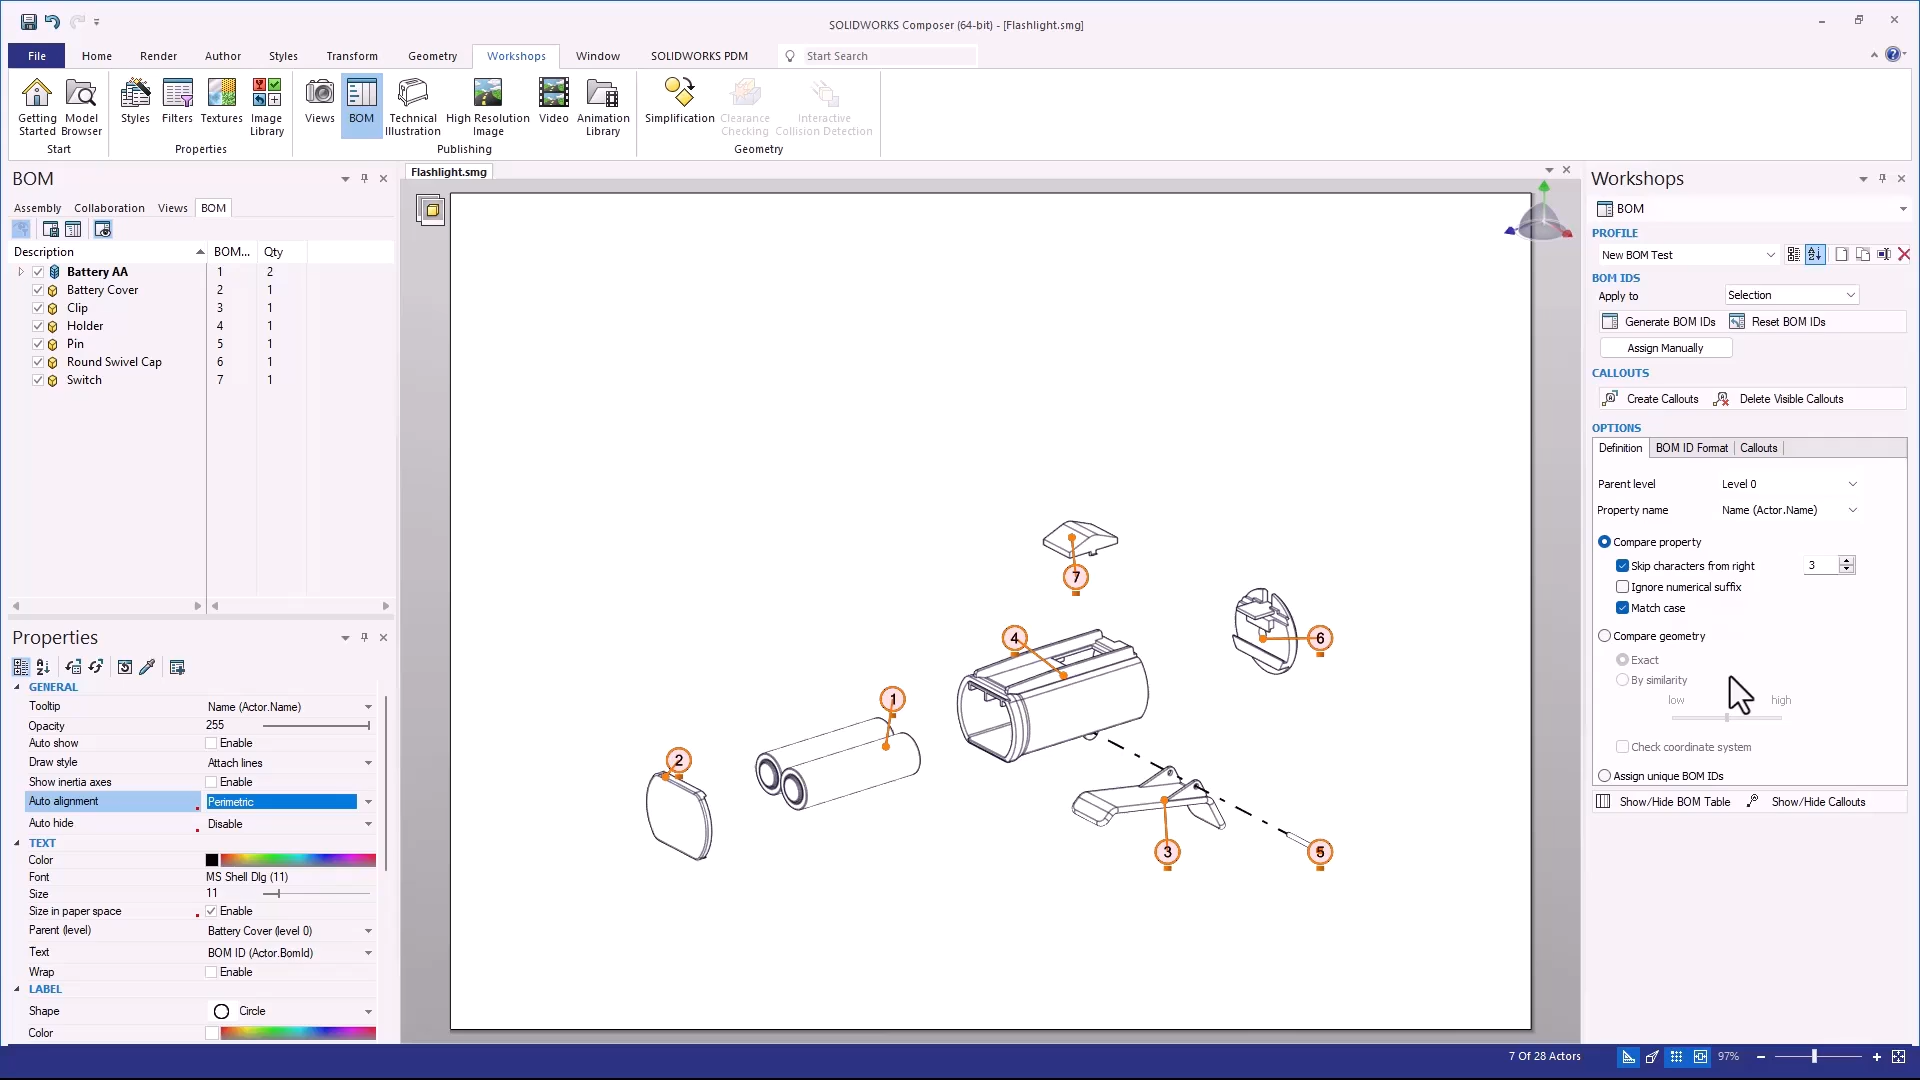 SOLIDWORKS Composer (64-bit) - [Flashlight.smg]
File
Home
Render
Author
Styles
Transform
Geometry
Workshops
Window
SOLIDWORKS PDM
Start Search
Getting Started
Model Browser
Styles
Filters
Textures
Image Library
Views
BOM
Technical Illustration
High Resolution Image
Video
Animation Library
Simplification
Clearance Checking
Interactive Collision Detection
Start
Properties
Publishing
Geometry
BOM
Assembly Collaboration Views BOM
Description BOM... Qty
Battery AA 1 2
Battery Cover 2 1
Clip 3 1
Holder 4 1
Pin 5 1
Round Swivel Cap 6 1
Switch 7 1
Properties
GENERAL
Tooltip Name (Actor.Name)
Opacity 255
Auto show Enable
Draw style Attach lines
Show inertia axes Enable
Auto alignment Perimetric
Auto hide Disable
TEXT
Color
Font MS Shell Dlg (11)
Size 11
Size in paper space Enable
Parent (level) Battery Cover (level 0)
Text BOM ID (Actor.BomId)
Wrap Enable
LABEL
Shape Circle
Color
Flashlight.smg
7
4
6
1
2
3
5
Workshops
BOM
PROFILE
New BOM Test
BOM IDS
Apply to Selection
Generate BOM IDs Reset BOM IDs
Assign Manually
CALLOUTS
Create Callouts Delete Visible Callouts
OPTIONS
Definition BOM ID Format Callouts
Parent level Level 0
Property name Name (Actor.Name)
Compare property
Skip characters from right 3
Ignore numerical suffix
Match case
Compare geometry
Exact
By similarity
low high
Check coordinate system
Assign unique BOM IDs
Show/Hide BOM Table Show/Hide Callouts
7 Of 28 Actors
97%